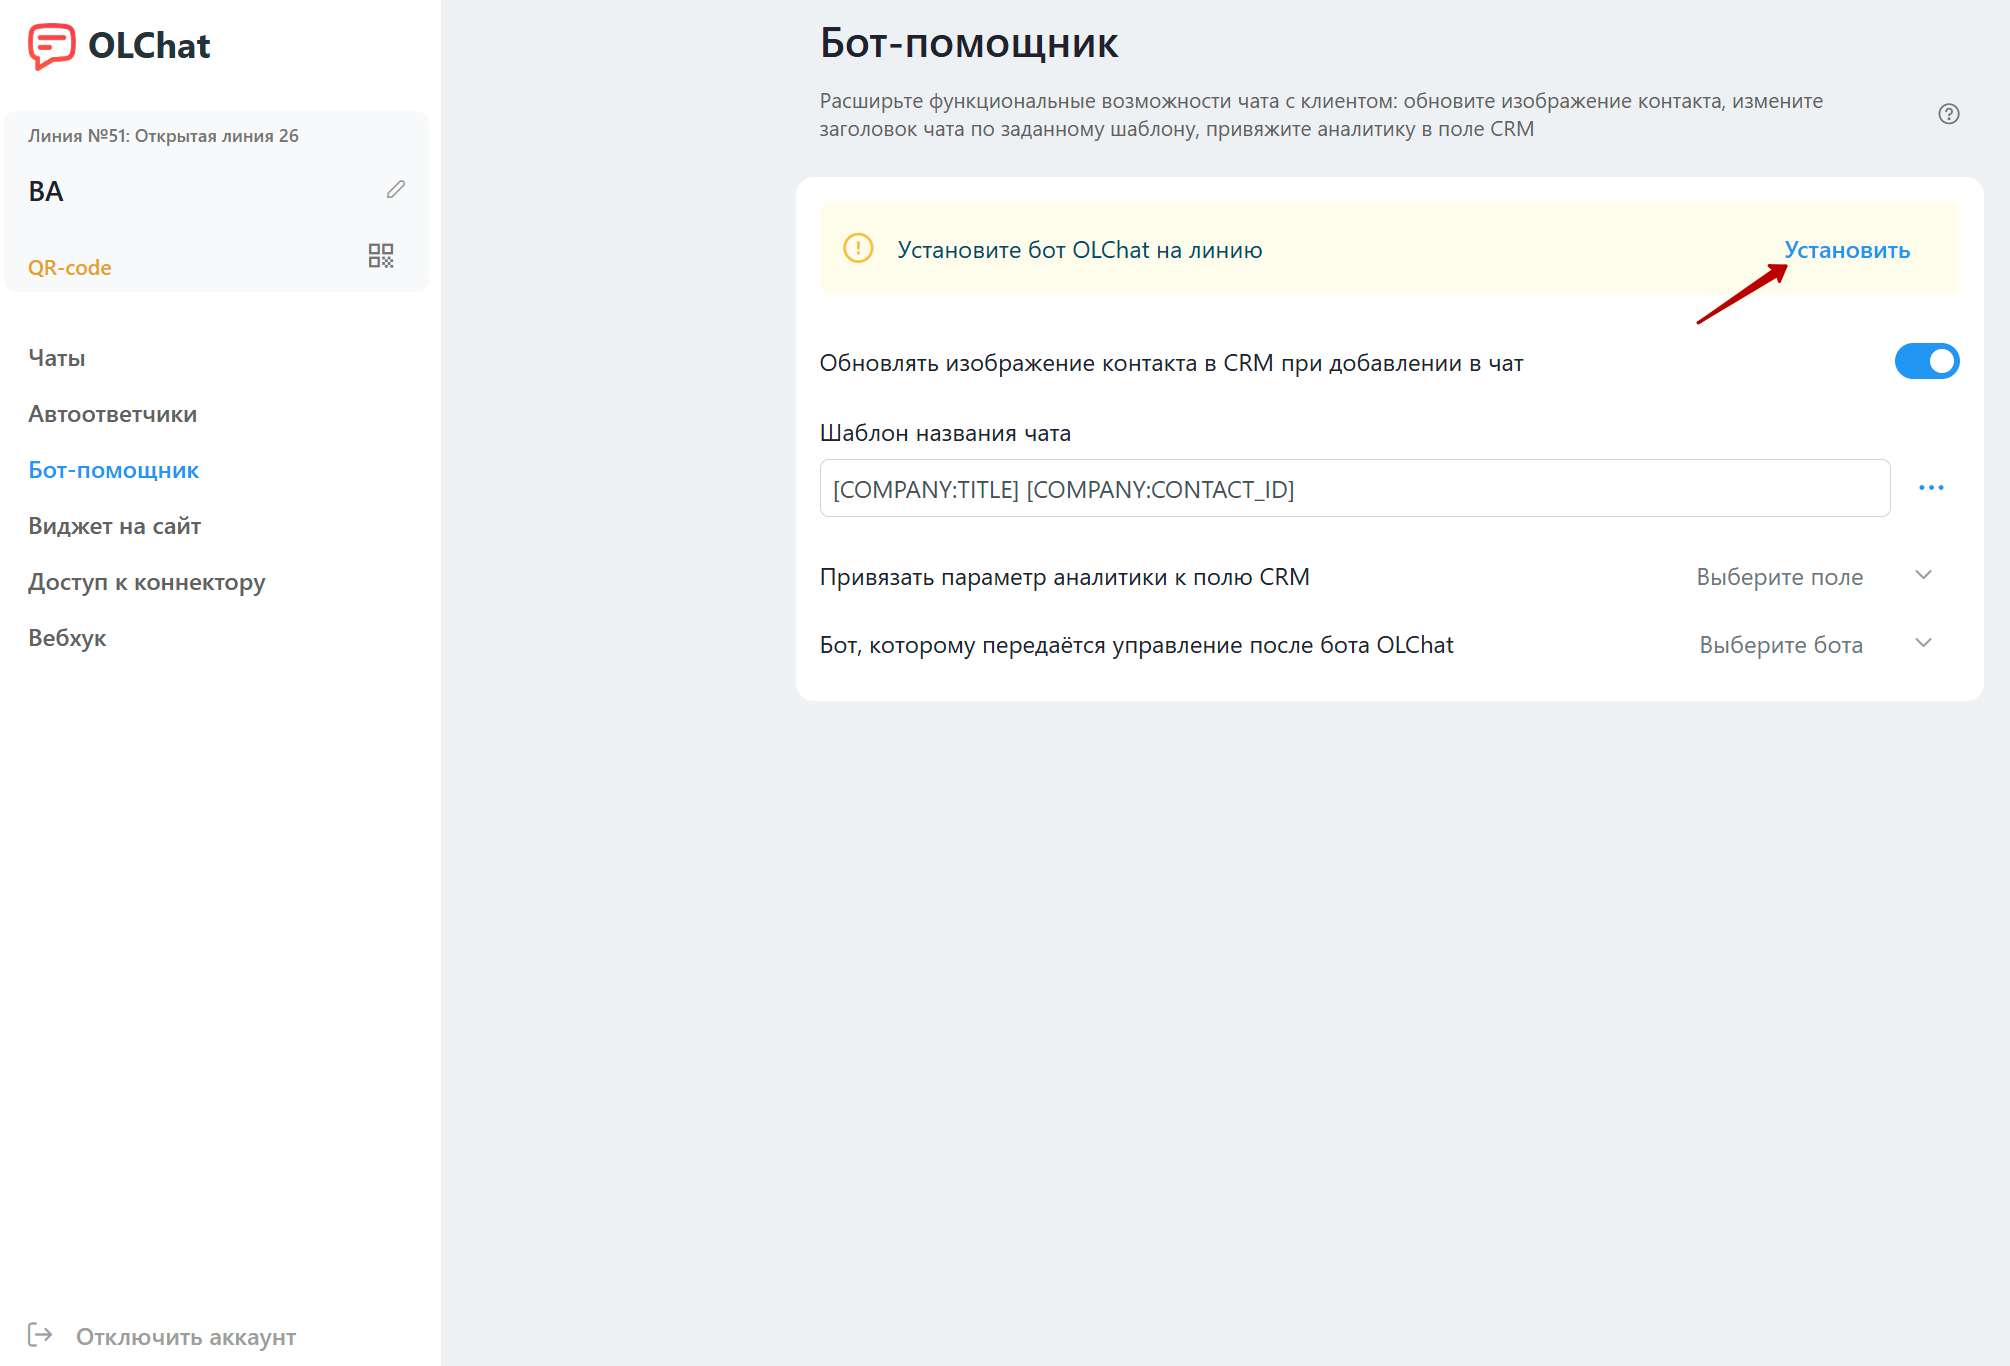 OLChat
Линия №51: Открытая линия 26
ВА
QR-code
Чаты
Автоответчики
Бот-помощник
Виджет на сайт
Доступ к коннектору
Вебхук
Отключить аккаунт
Бот-помощник
Расширьте функциональные возможности чата с клиентом: обновите изображение контакта, измените
заголовок чата по заданному шаблону, привяжите аналитику в поле CRM
Установите бот OLChat на линию
Установить
Обновлять изображение контакта в CRM при добавлении в чат
Шаблон названия чата
[COMPANY:TITLE] [COMPANY:CONTACT_ID]
Привязать параметр аналитики к полю CRM
Выберите поле
Бот, которому передаётся управление после бота OLChat
Выберите бота